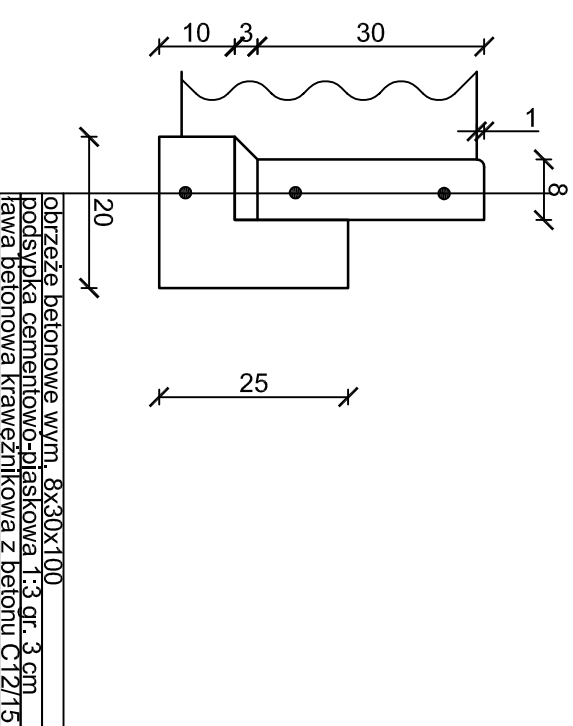 10 3 30
1
8
20
25
obrzeże betonowe wym. 8x30x100
podsypka cementowo-piaskowa 1:3 gr. 3 cm
ława betonowa krawężnikowa z betonu C12/15